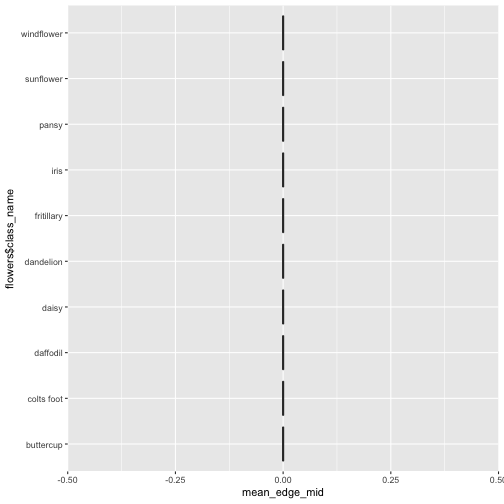 windflower
sunflower
pansy
iris
fritillary
dandelion
daisy
daffodil
colts foot
buttercup
flowers$class_name
-0.50 -0.25 0.00 0.25 0.50
mean_edge_mid